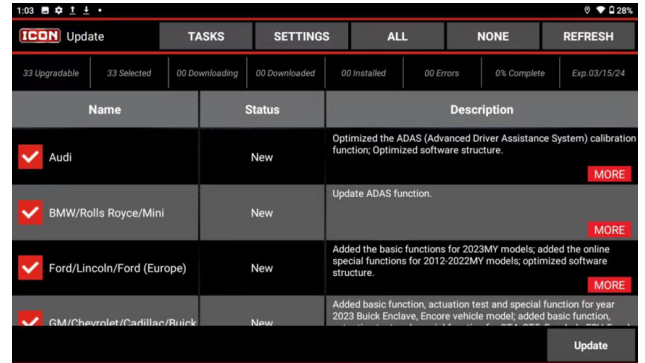 1:03
28%
ICON Update
TASKS
SETTINGS
ALL
NONE
REFRESH
33 Upgradable
33 Selected
00 Downloading
00 Downloaded
00 Installed
00 Errors
0% Complete
Exp.03/15/24
Name
Status
Description
Audi
New
Optimized the ADAS (Advanced Driver Assistance System) calibration
function; Optimized software structure.
MORE
BMW/Rolls Royce/Mini
New
Update ADAS function.
MORE
Ford/Lincoln/Ford (Europe)
New
Added the basic functions for 2023MY models; added the online
special functions for 2012-2022MY models; optimized software
structure.
MORE
GM/Chevrolet/Cadillac/Buick
New
Added basic function, actuation test and special function for year
2023 Buick Enclave, Encore vehicle model; added basic function,
Update